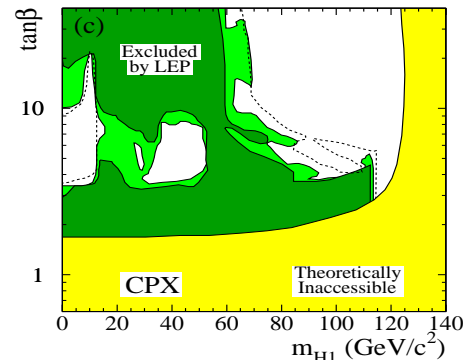 tanβ
(c)
Excluded
by LEP
10
1
CPX
Theoretically
Inaccessible
0 20 40 60 80 100 120 140
m_H1 (GeV/c²)